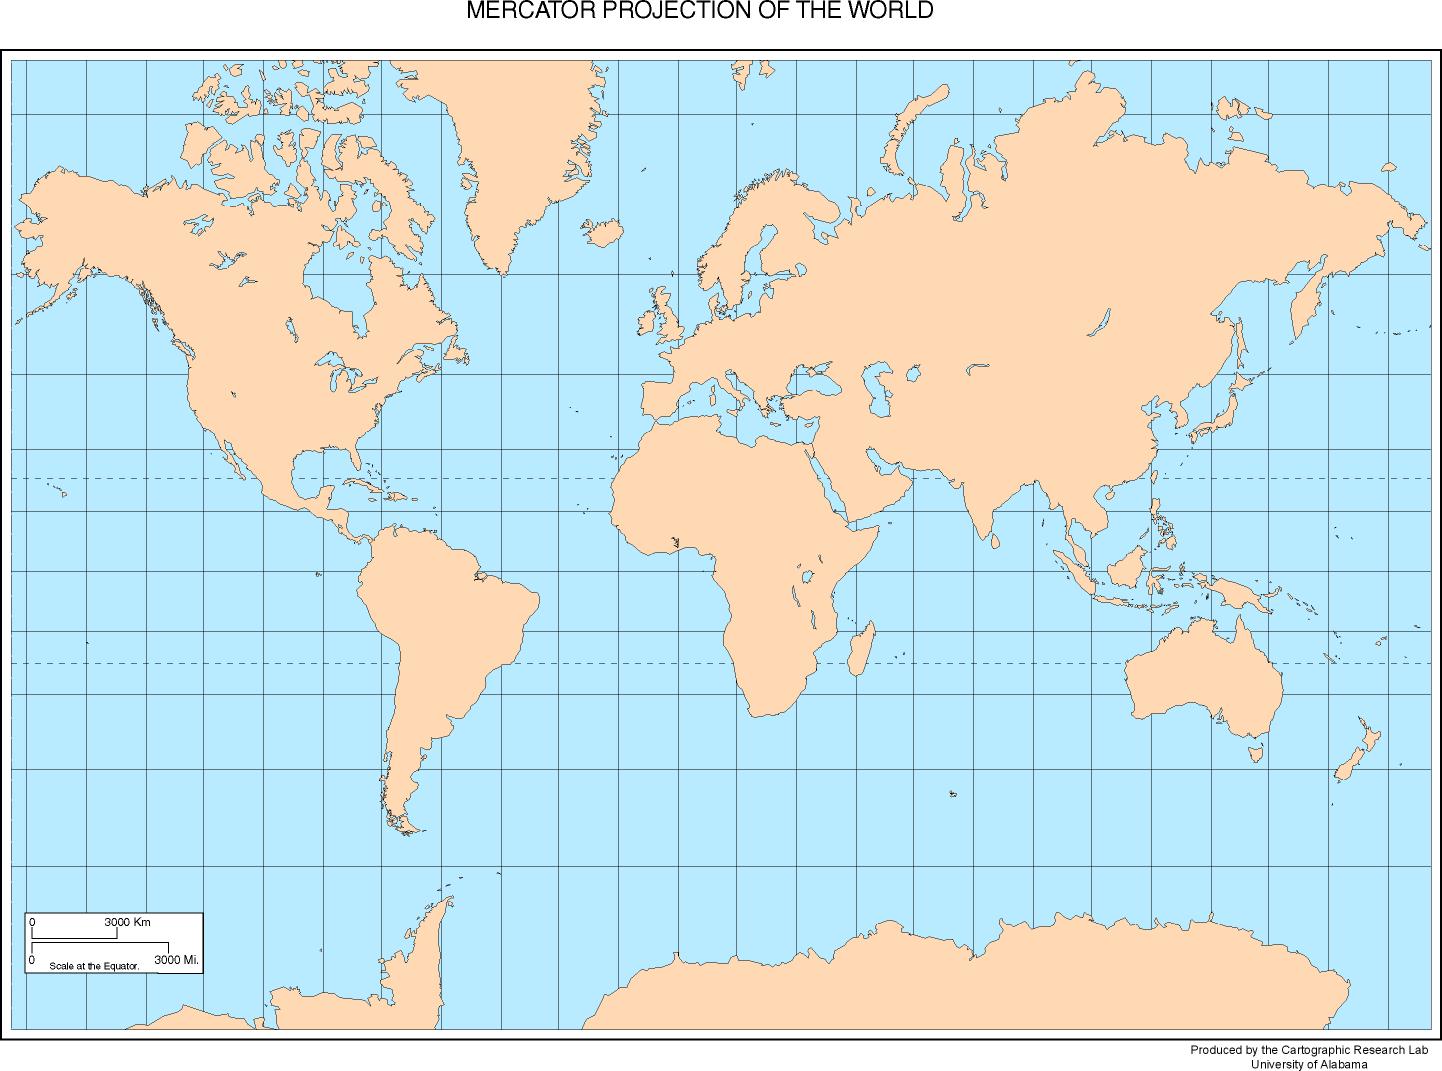 MERCATOR PROJECTION OF THE WORLD
0 3000 Km
0 3000 Mi.
Scale at the Equator.
Produced by the Cartographic Research Lab
University of Alabama